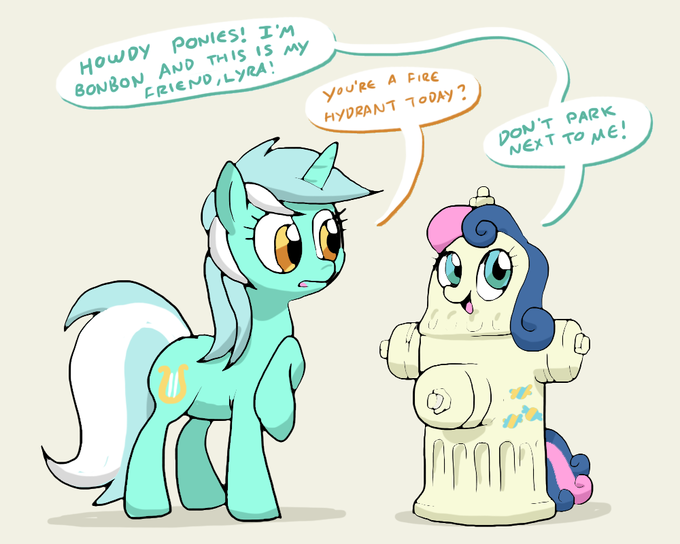 HOWDY PONIES! I'M
BONBON AND THIS IS MY
FRIEND, LYRA!
YOU'RE A FIRE
HYDRANT TODAY?
DON'T PARK
NEXT TO ME!